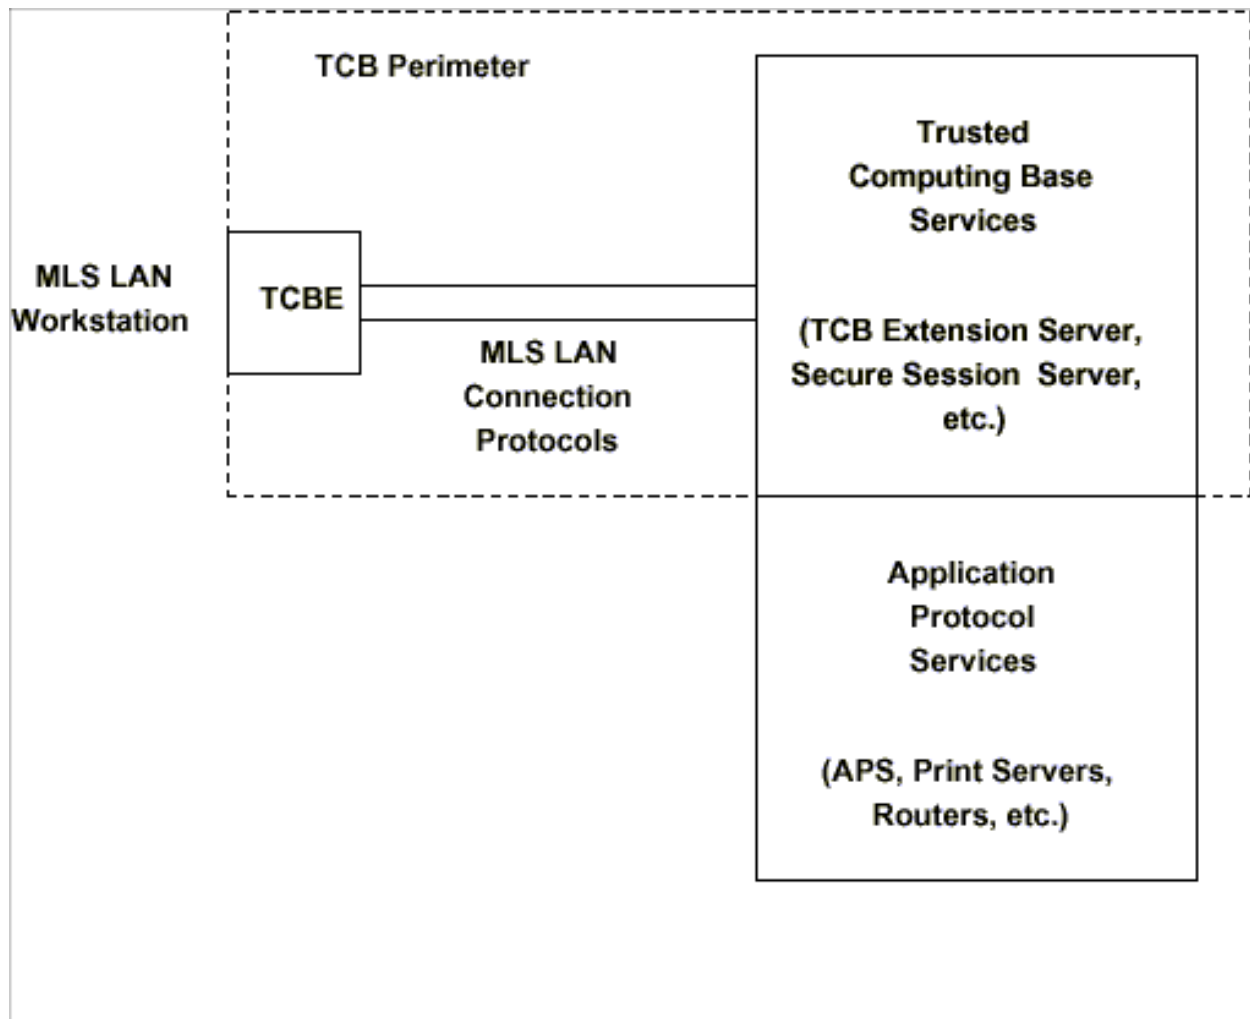 TCB Perimeter
Trusted
Computing Base
Services
(TCB Extension Server,
Secure Session Server,
etc.)
MLS LAN
Workstation
TCBE
MLS LAN
Connection
Protocols
Application
Protocol
Services
(APS, Print Servers,
Routers, etc.)